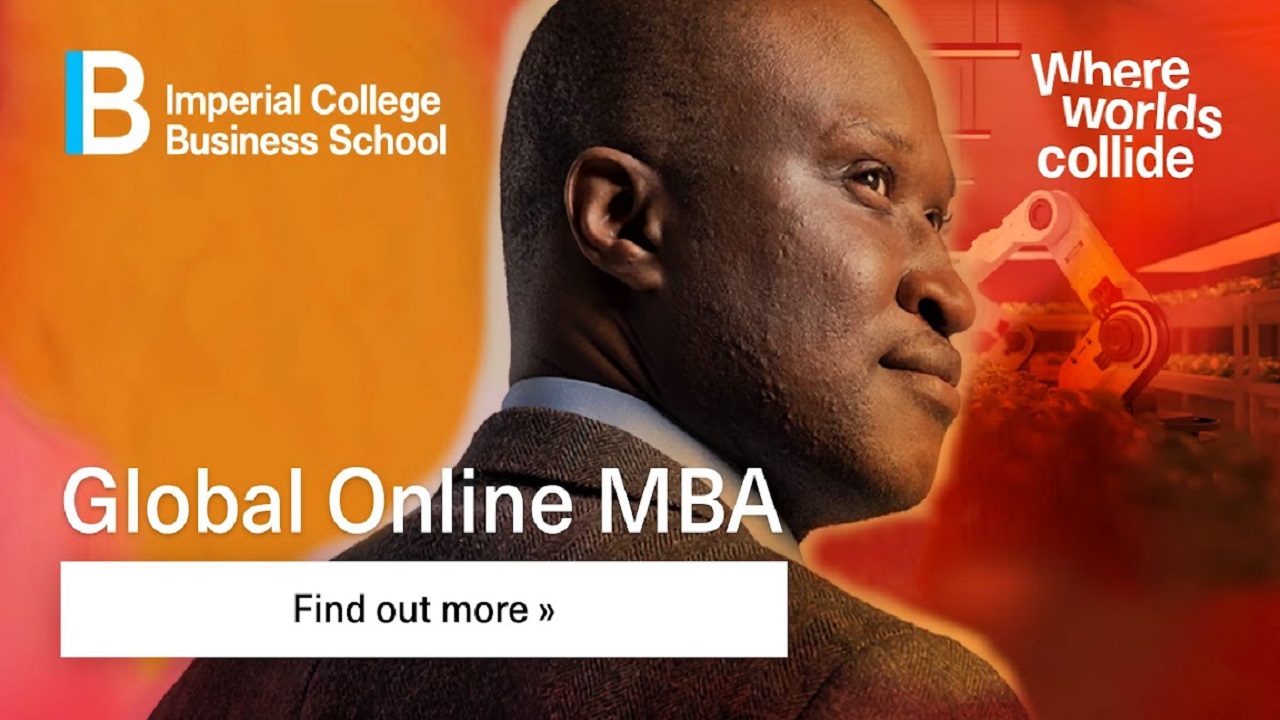 B
Imperial College
Business School
Where
worlds
collide
Global Online MBA
Find out more »